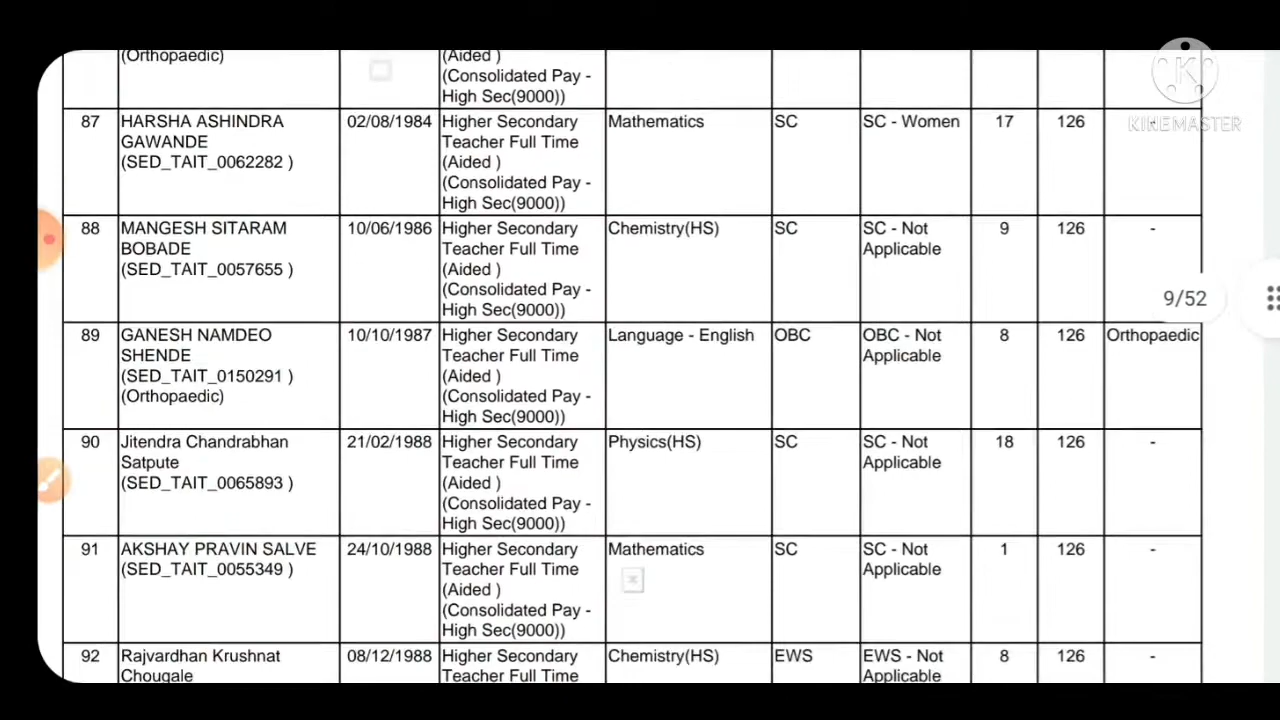 (Orthopaedic)
(Aided )
(Consolidated Pay -
High Sec(9000))
87 HARSHA ASHINDRA 02/08/1984 Higher Secondary Mathematics SC SC - Women 17 126 -
GAWANDE Teacher Full Time
(SED_TAIT_0062282 ) (Aided )
(Consolidated Pay -
High Sec(9000))
88 MANGESH SITARAM 10/06/1986 Higher Secondary Chemistry(HS) SC SC - Not 9 126 -
BOBADE Teacher Full Time Applicable
(SED_TAIT_0057655 ) (Aided )
(Consolidated Pay -
High Sec(9000))
89 GANESH NAMDEO 10/10/1987 Higher Secondary Language - English OBC OBC - Not 8 126 Orthopaedic
SHENDE Teacher Full Time Applicable
(SED_TAIT_0150291 ) (Aided )
(Orthopaedic) (Consolidated Pay -
High Sec(9000))
90 Jitendra Chandrabhan 21/02/1988 Higher Secondary Physics(HS) SC SC - Not 18 126 -
Satpute Teacher Full Time Applicable
(SED_TAIT_0065893 ) (Aided )
(Consolidated Pay -
High Sec(9000))
91 AKSHAY PRAVIN SALVE 24/10/1988 Higher Secondary Mathematics SC SC - Not 1 126 -
(SED_TAIT_0055349 ) Teacher Full Time Applicable
(Aided )
(Consolidated Pay -
High Sec(9000))
92 Rajvardhan Krushnat 08/12/1988 Higher Secondary Chemistry(HS) EWS EWS - Not 8 126 -
Chougale Teacher Full Time Applicable
9/52
K
KINEMASTER